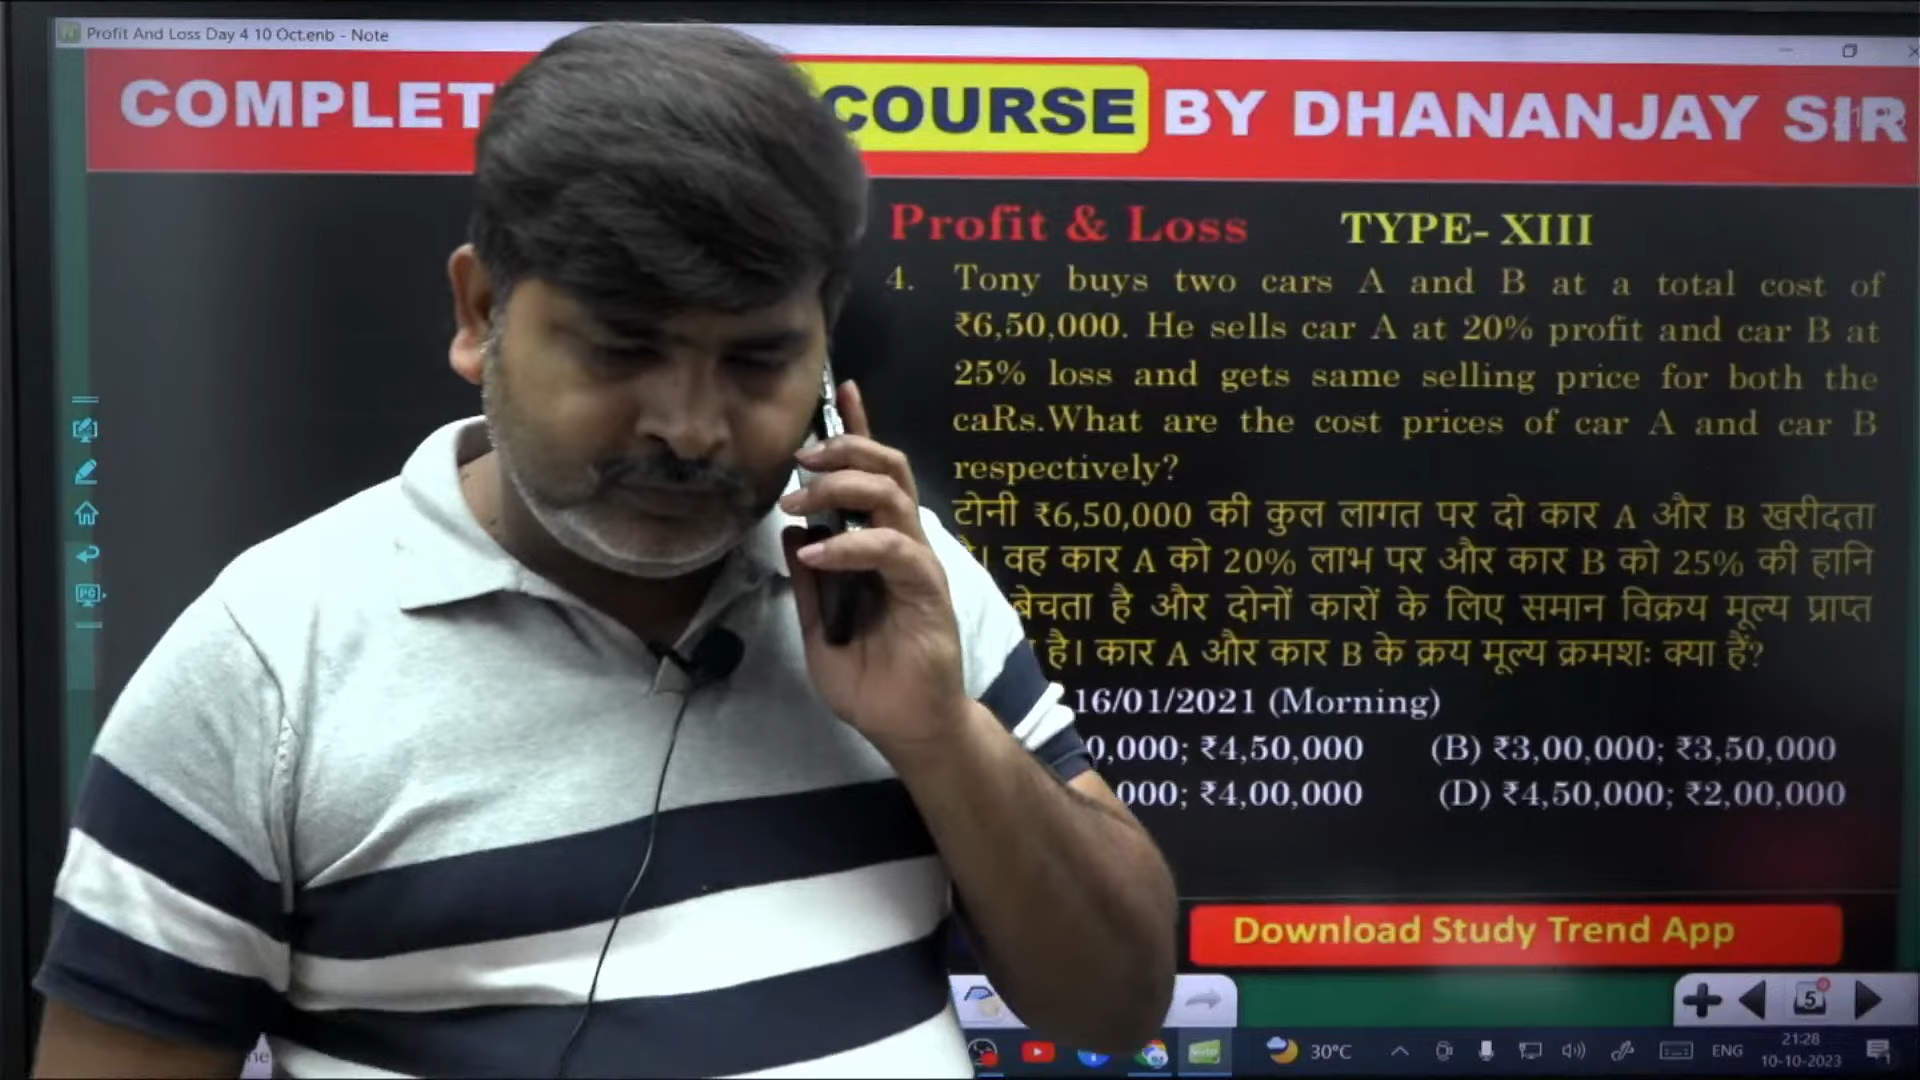 Profit And Loss Day 4 10 Oct.enb - Note
COURSE BY DHANANJAY SIR
Profit & Loss TYPE- XIII
4. Tony buys two cars A and B at a total cost of
₹6,50,000. He sells car A at 20% profit and car B at
25% loss and gets same selling price for both the
caRs.What are the cost prices of car A and car B
respectively?
टोनी ₹6,50,000 की कुल लागत पर दो कार A और B खरीदता
वह कार A को 20% लाभ पर और कार B को 25% की हानि
बेचता है और दोनों कारों के लिए समान विक्रय मूल्य प्राप्त
है। कार A और कार B के क्रय मूल्य क्रमशः क्या हैं?
16/01/2021 (Morning)
0,000; ₹4,50,000 (B) ₹3,00,000; ₹3,50,000
000; ₹4,00,000 (D) ₹4,50,000; ₹2,00,000
Download Study Trend App
5
30°C ENG 21:28
10-10-2023